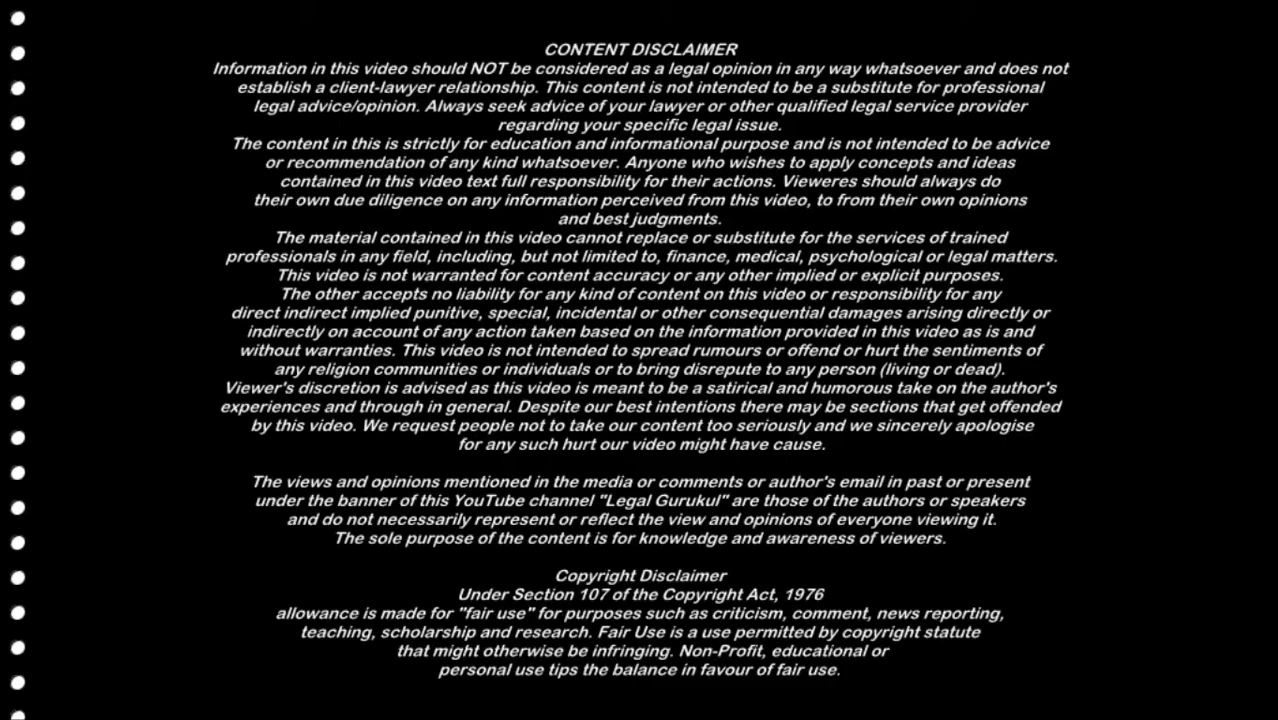 CONTENT DISCLAIMER
Information in this video should NOT be considered as a legal opinion in any way whatsoever and does not
establish a client-lawyer relationship. This content is not intended to be a substitute for professional
legal advice/opinion. Always seek advice of your lawyer or other qualified legal service provider
regarding your specific legal issue.
The content in this is strictly for education and informational purpose and is not intended to be advice
or recommendation of any kind whatsoever. Anyone who wishes to apply concepts and ideas
contained in this video text full responsibility for their actions. Vieweres should always do
their own due diligence on any information perceived from this video, to from their own opinions
and best judgments.
The material contained in this video cannot replace or substitute for the services of trained
professionals in any field, including, but not limited to, finance, medical, psychological or legal matters.
This video is not warranted for content accuracy or any other implied or explicit purposes.
The other accepts no liability for any kind of content on this video or responsibility for any
direct indirect implied punitive, special, incidental or other consequential damages arising directly or
indirectly on account of any action taken based on the information provided in this video as is and
without warranties. This video is not intended to spread rumours or offend or hurt the sentiments of
any religion communities or individuals or to bring disrepute to any person (living or dead).
Viewer's discretion is advised as this video is meant to be a satirical and humorous take on the author's
experiences and through in general. Despite our best intentions there may be sections that get offended
by this video. We request people not to take our content too seriously and we sincerely apologise
for any such hurt our video might have cause.
The views and opinions mentioned in the media or comments or author's email in past or present
under the banner of this YouTube channel "Legal Gurukul" are those of the authors or speakers
and do not necessarily represent or reflect the view and opinions of everyone viewing it.
The sole purpose of the content is for knowledge and awareness of viewers.
Copyright Disclaimer
Under Section 107 of the Copyright Act, 1976
allowance is made for "fair use" for purposes such as criticism, comment, news reporting,
teaching, scholarship and research. Fair Use is a use permitted by copyright statute
that might otherwise be infringing. Non-Profit, educational or
personal use tips the balance in favour of fair use.